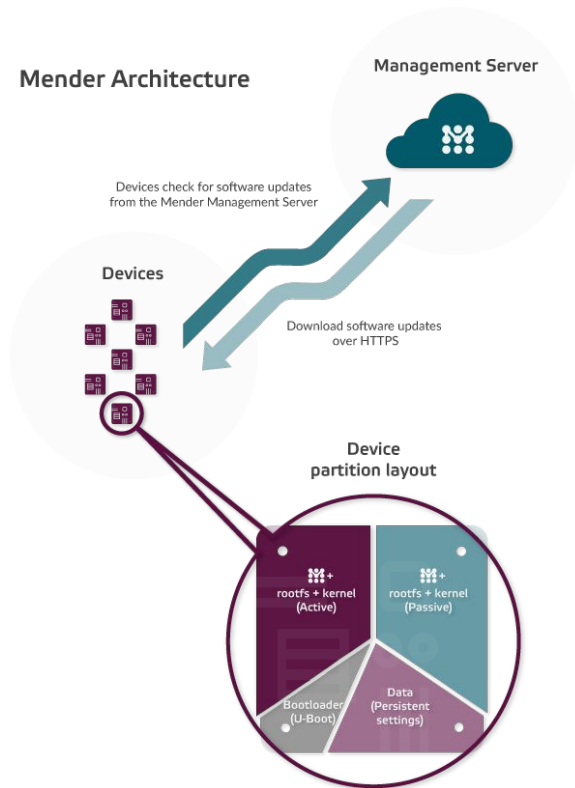 Mender Architecture
Management Server
Devices check for software updates
from the Mender Management Server
Devices
Download software updates
over HTTPS
Device
partition layout
+
rootfs + kernel
(Active)
+
rootfs + kernel
(Passive)
Bootloader
(U-Boot)
Data
(Persistent
settings)